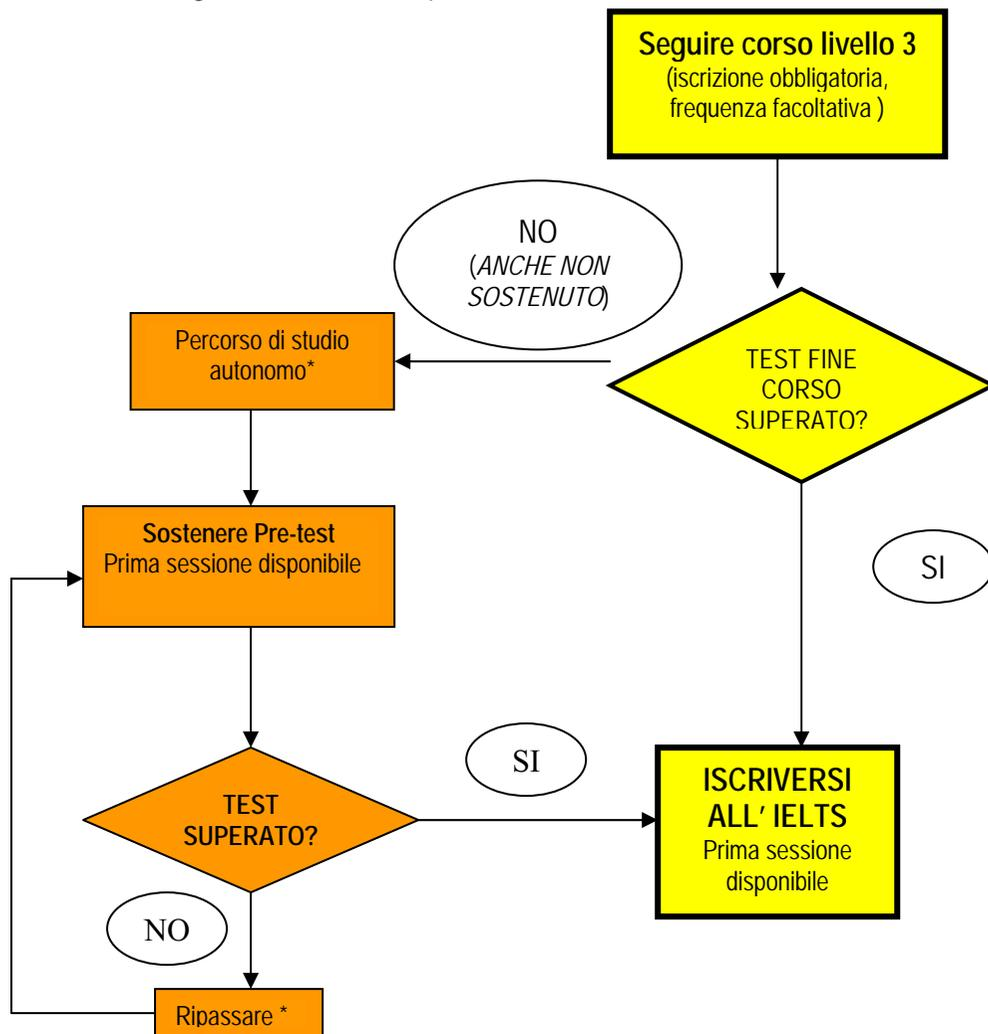 Seguire corso livello 3
(iscrizione obbligatoria,
frequenza facoltativa )
NO
(ANCHE NON
SOSTENUTO)
Percorso di studio
autonomo*
TEST FINE
CORSO
SUPERATO?
Sostenere Pre-test
Prima sessione disponibile
SI
SI
TEST
SUPERATO?
ISCRIVERSI
ALL' IELTS
Prima sessione
disponibile
NO
Ripassare *